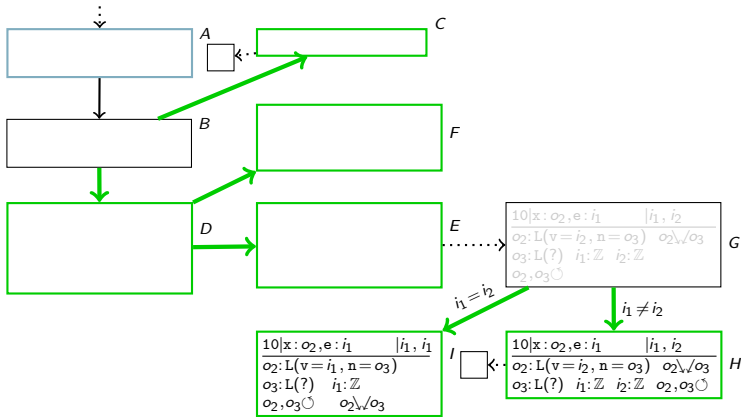 A
C
B
F
D
E
10|x:o₂,e:i₁ |i₁, i₂
o₂:L(v=i₂, n=o₃) o₂\,/o₃
o₃:L(?) i₁:ℤ i₂:ℤ
o₂,o₃↺
G
i₁=i₂
i₁≠i₂
10|x:o₂,e:i₁ |i₁, i₁
o₂:L(v=i₁, n=o₃)
o₃:L(?) i₁:ℤ
o₂,o₃↺ o₂\,/o₃
I
10|x:o₂,e:i₁ |i₁, i₂
o₂:L(v=i₂, n=o₃) o₂\,/o₃
o₃:L(?) i₁:ℤ i₂:ℤ o₂,o₃↺
H